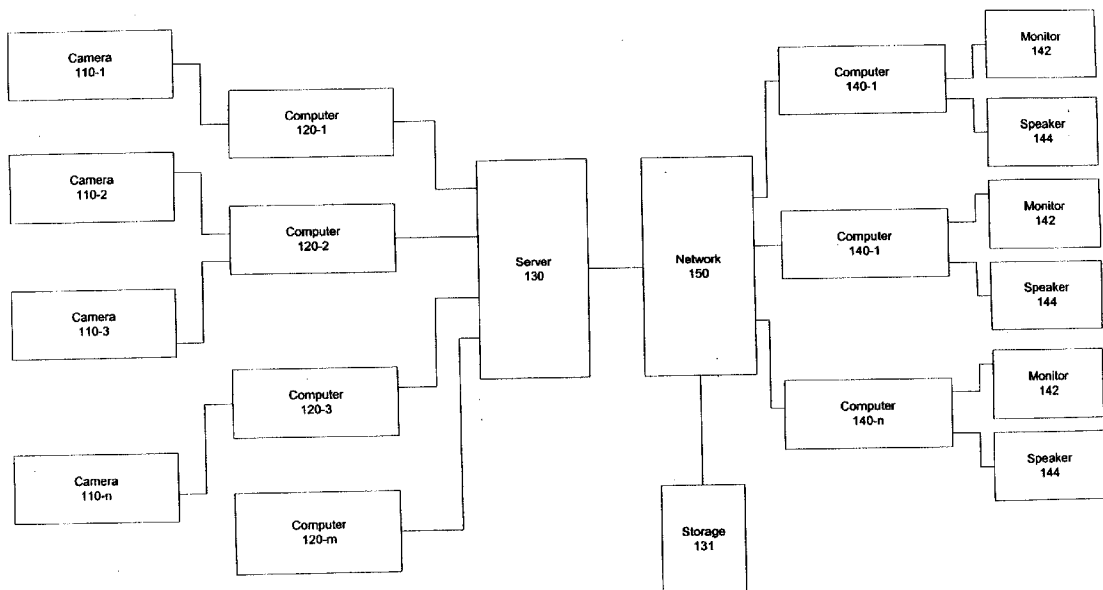 Camera
110-1
Camera
110-2
Camera
110-3
Camera
110-n
Computer
120-1
Computer
120-2
Computer
120-3
Computer
120-m
Server
130
Network
150
Storage
131
Computer
140-1
Computer
140-1
Computer
140-n
Monitor
142
Speaker
144
Monitor
142
Speaker
144
Monitor
142
Speaker
144